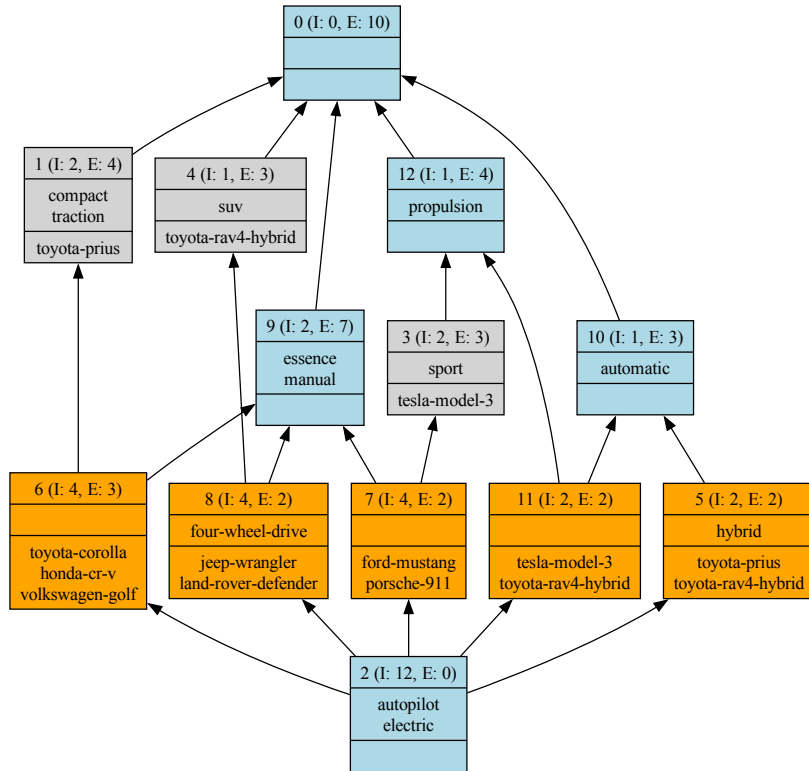 0 (I: 0, E: 10)
1 (I: 2, E: 4)
compact
traction
toyota-prius
4 (I: 1, E: 3)
suv
toyota-rav4-hybrid
12 (I: 1, E: 4)
propulsion
9 (I: 2, E: 7)
essence
manual
3 (I: 2, E: 3)
sport
tesla-model-3
10 (I: 1, E: 3)
automatic
6 (I: 4, E: 3)
toyota-corolla
honda-cr-v
volkswagen-golf
8 (I: 4, E: 2)
four-wheel-drive
jeep-wrangler
land-rover-defender
7 (I: 4, E: 2)
ford-mustang
porsche-911
11 (I: 2, E: 2)
tesla-model-3
toyota-rav4-hybrid
5 (I: 2, E: 2)
hybrid
toyota-prius
toyota-rav4-hybrid
2 (I: 12, E: 0)
autopilot
electric